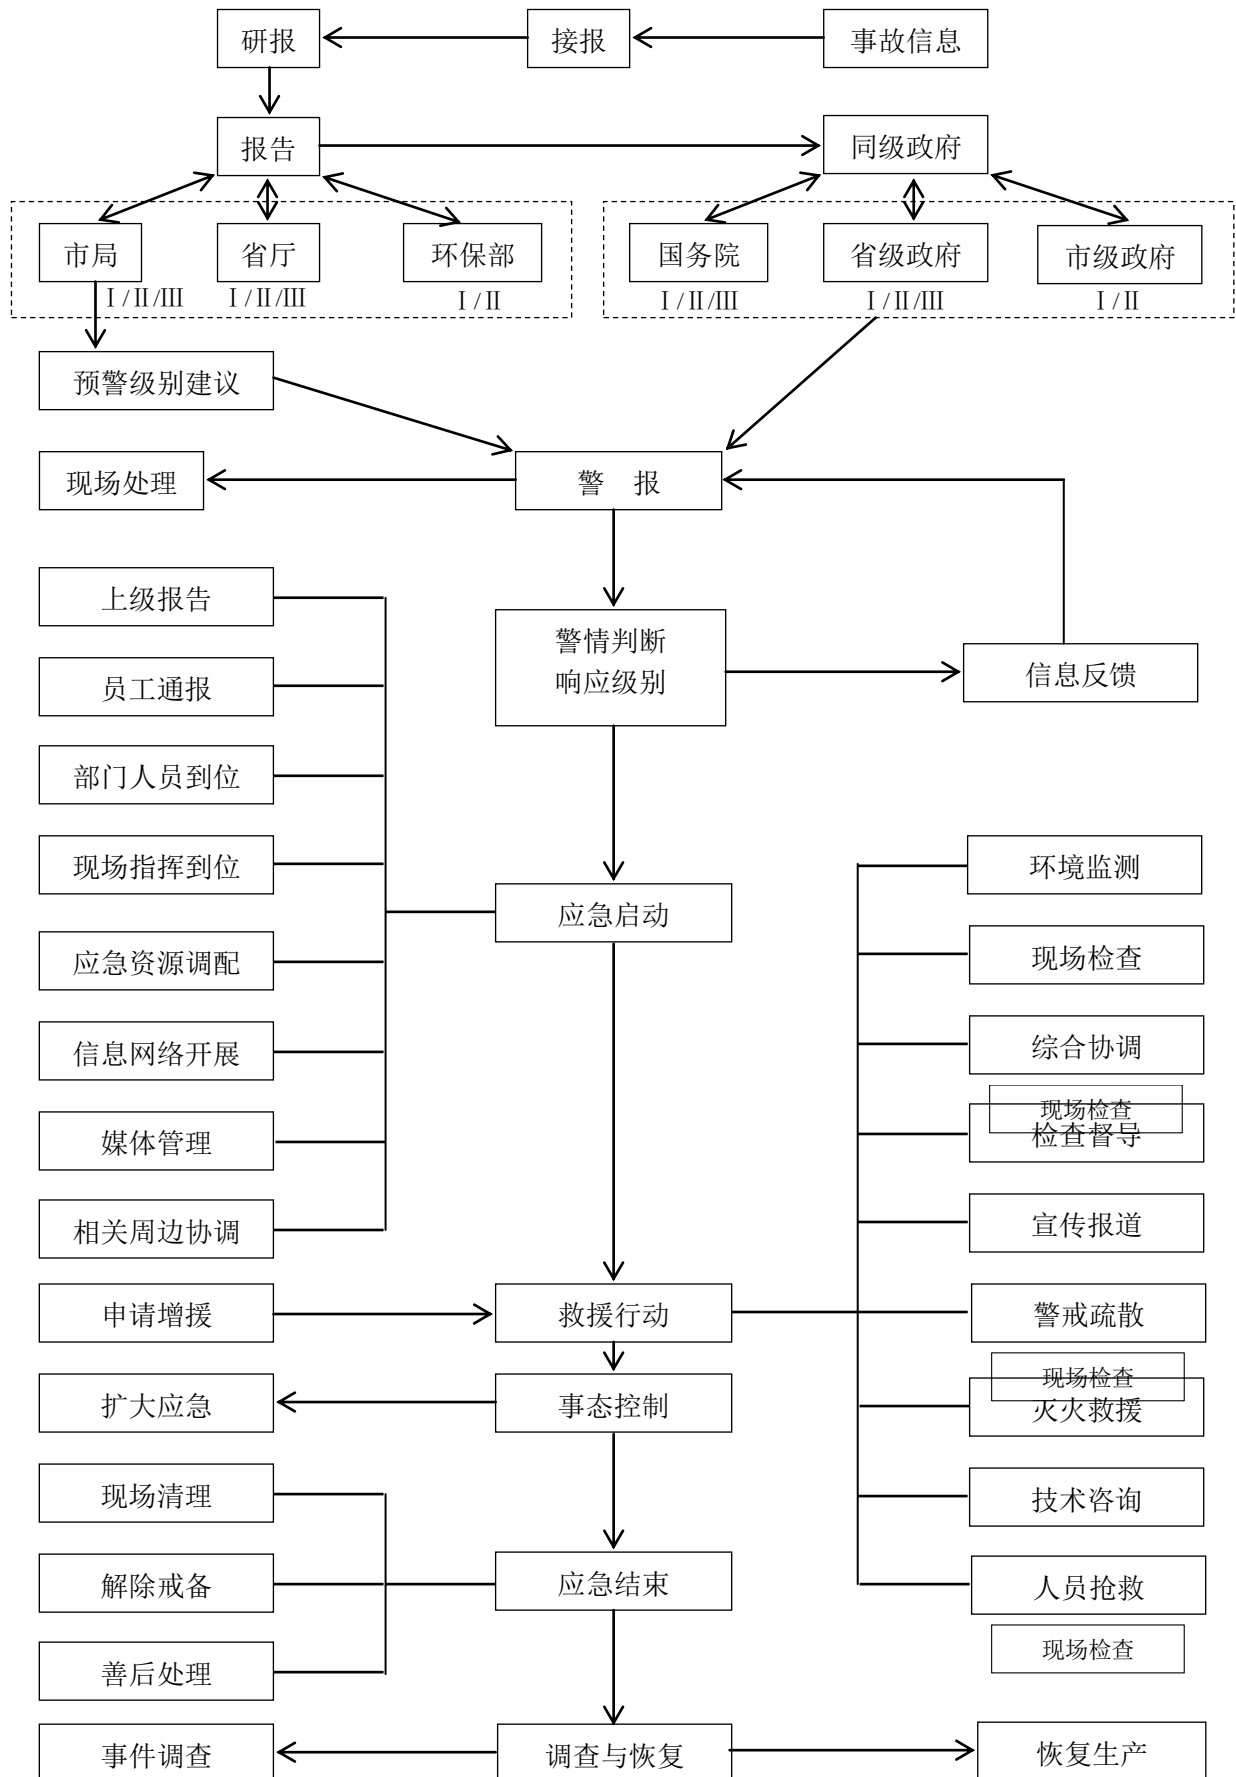 研报
接报
事故信息
报告
同级政府
市局
省厅
环保部
国务院
省级政府
市级政府
Ⅰ/Ⅱ/Ⅲ
Ⅰ/Ⅱ/Ⅲ
Ⅰ/Ⅱ
Ⅰ/Ⅱ/Ⅲ
Ⅰ/Ⅱ/Ⅲ
Ⅰ/Ⅱ
预警级别建议
现场处理
警 报
上级报告
警情判断
响应级别
员工通报
信息反馈
部门人员到位
现场指挥到位
环境监测
应急启动
现场检查
应急资源调配
综合协调
信息网络开展
现场检查
检查督导
媒体管理
宣传报道
相关周边协调
申请增援
救援行动
警戒疏散
现场检查
扩大应急
事态控制
灭火救援
现场清理
技术咨询
解除戒备
应急结束
人员抢救
现场检查
善后处理
事件调查
调查与恢复
恢复生产